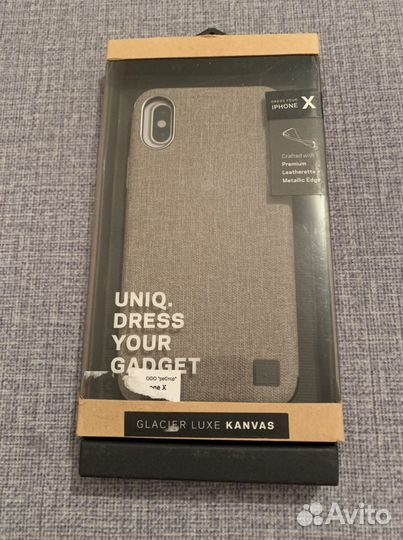 DRESS YOUR
IPHONE X
Crafted with
Premium
Leatherette
Metallic Edge
UNIQ.
DRESS
YOUR
GADGET
ООО "реСтор"
one X
GLACIER LUXE KANVAS
Avito